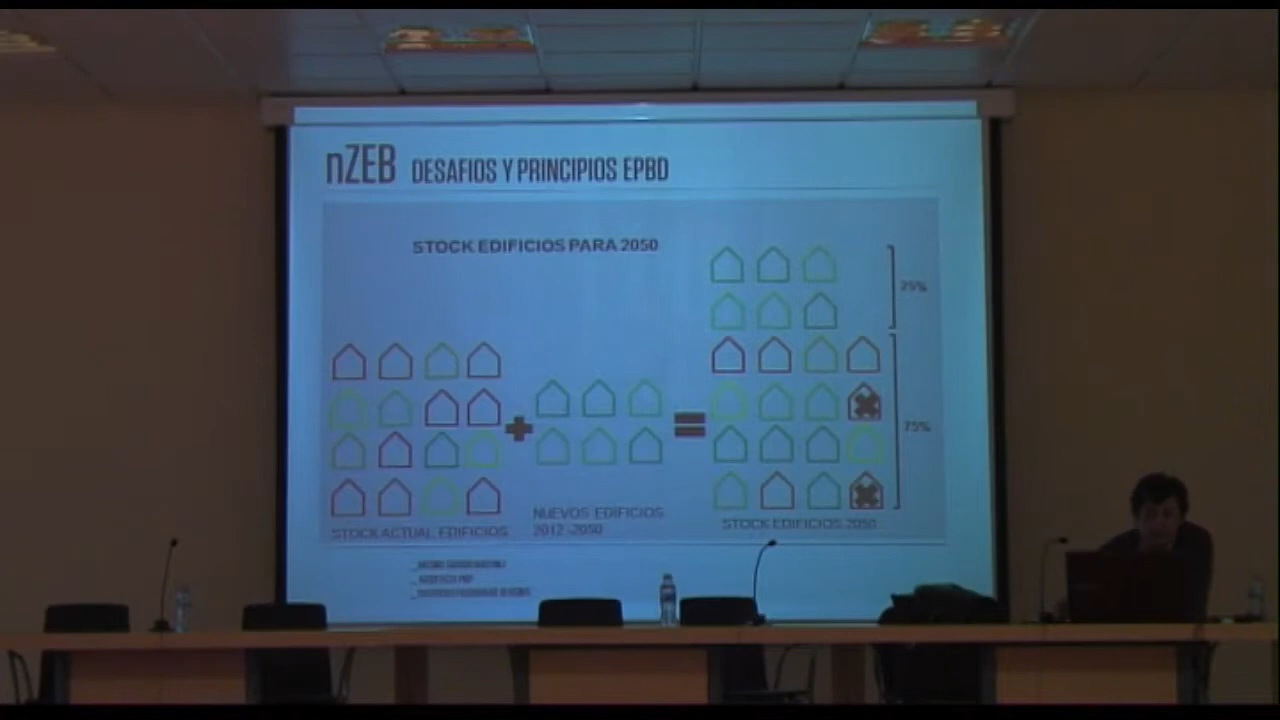 nZEB DESAFIOS Y PRINCIPIOS EPBD
STOCK EDIFICIOS PARA 2050
25%
75%
STOCK ACTUAL EDIFICIOS
NUEVOS EDIFICIOS
2012 -2050
STOCK EDIFICIOS 2050